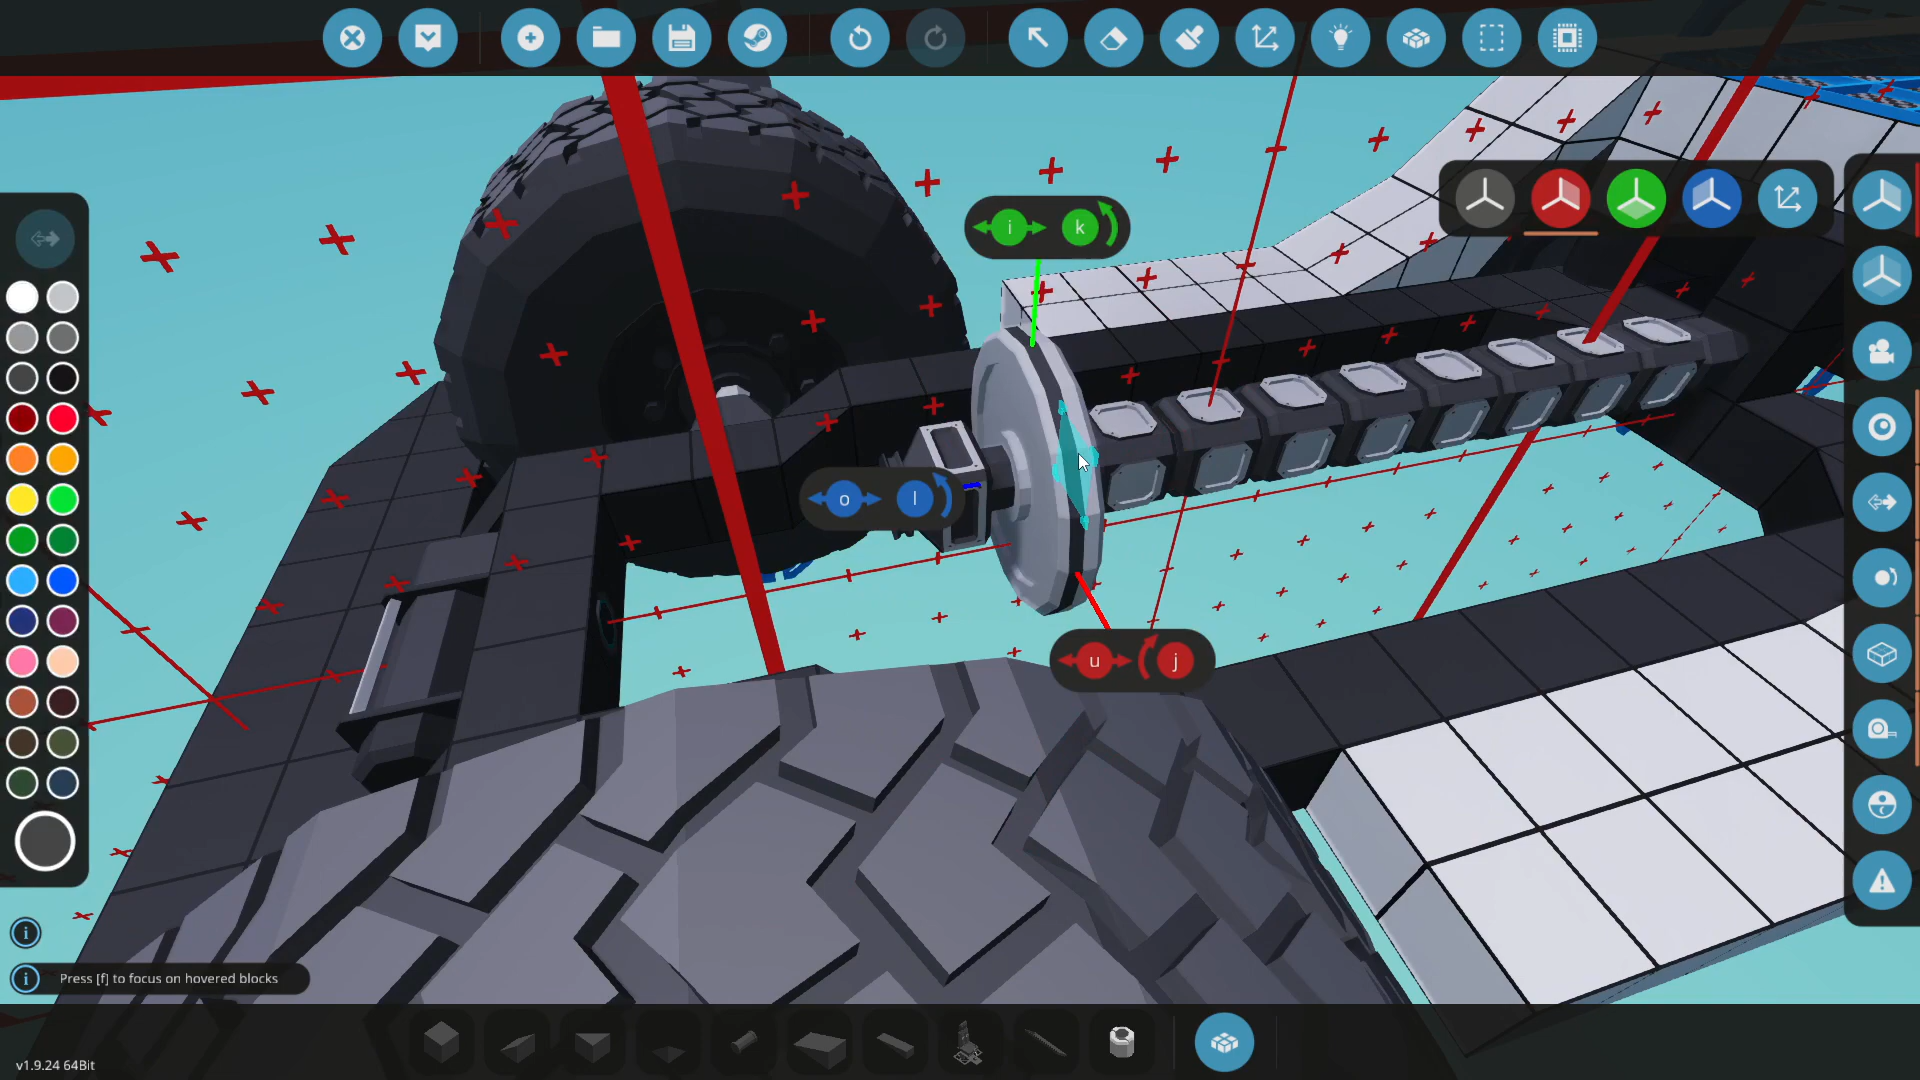 i k
o l
u j
Press [f] to focus on hovered blocks
v1.9.24 64Bit